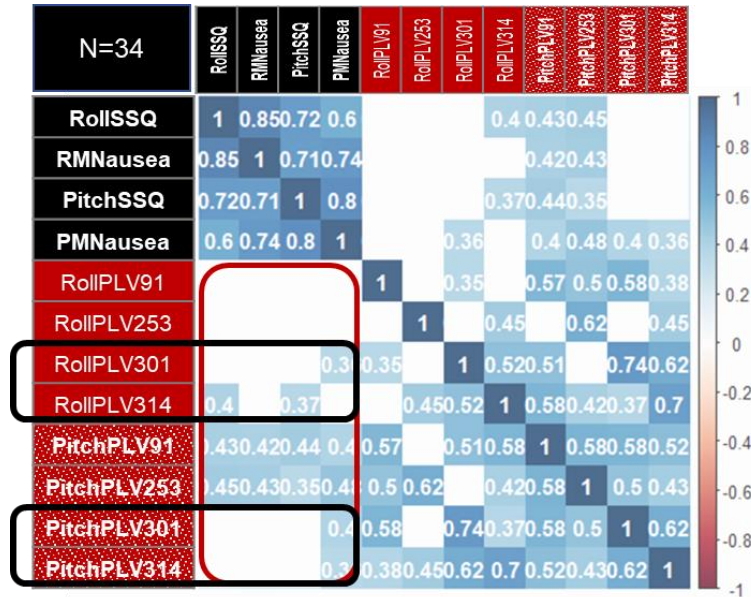 N=34 RollSSQ RMNausea PitchSSQ PMNausea RollPLV91 RollPLV253 RollPLV301 RollPLV314 PitchPLV91 PitchPLV253 PitchPLV301 PitchPLV314
RollSSQ 1 0.85 0.72 0.6 0.4 0.43 0.45
RMNausea 0.85 1 0.71 0.74 0.42 0.43
PitchSSQ 0.72 0.71 1 0.8 0.37 0.44 0.35
PMNausea 0.6 0.74 0.8 1 0.36 0.4 0.48 0.4 0.36
RollPLV91 1 0.35 0.57 0.5 0.58 0.38
RollPLV253 1 0.45 0.62 0.45
RollPLV301 0.35 1 0.52 0.51 0.74 0.62
RollPLV314 0.4 0.37 0.45 0.52 1 0.58 0.42 0.37 0.7
PitchPLV91 0.43 0.42 0.44 0.4 0.57 0.51 0.58 1 0.58 0.58 0.52
PitchPLV253 0.45 0.43 0.35 0.48 0.5 0.62 0.42 0.58 1 0.5 0.43
PitchPLV301 0.4 0.58 0.74 0.37 0.58 0.5 1 0.62
PitchPLV314 0.38 0.45 0.62 0.7 0.52 0.43 0.62 1
1
0.8
0.6
0.4
0.2
0
-0.2
-0.4
-0.6
-0.8
-1